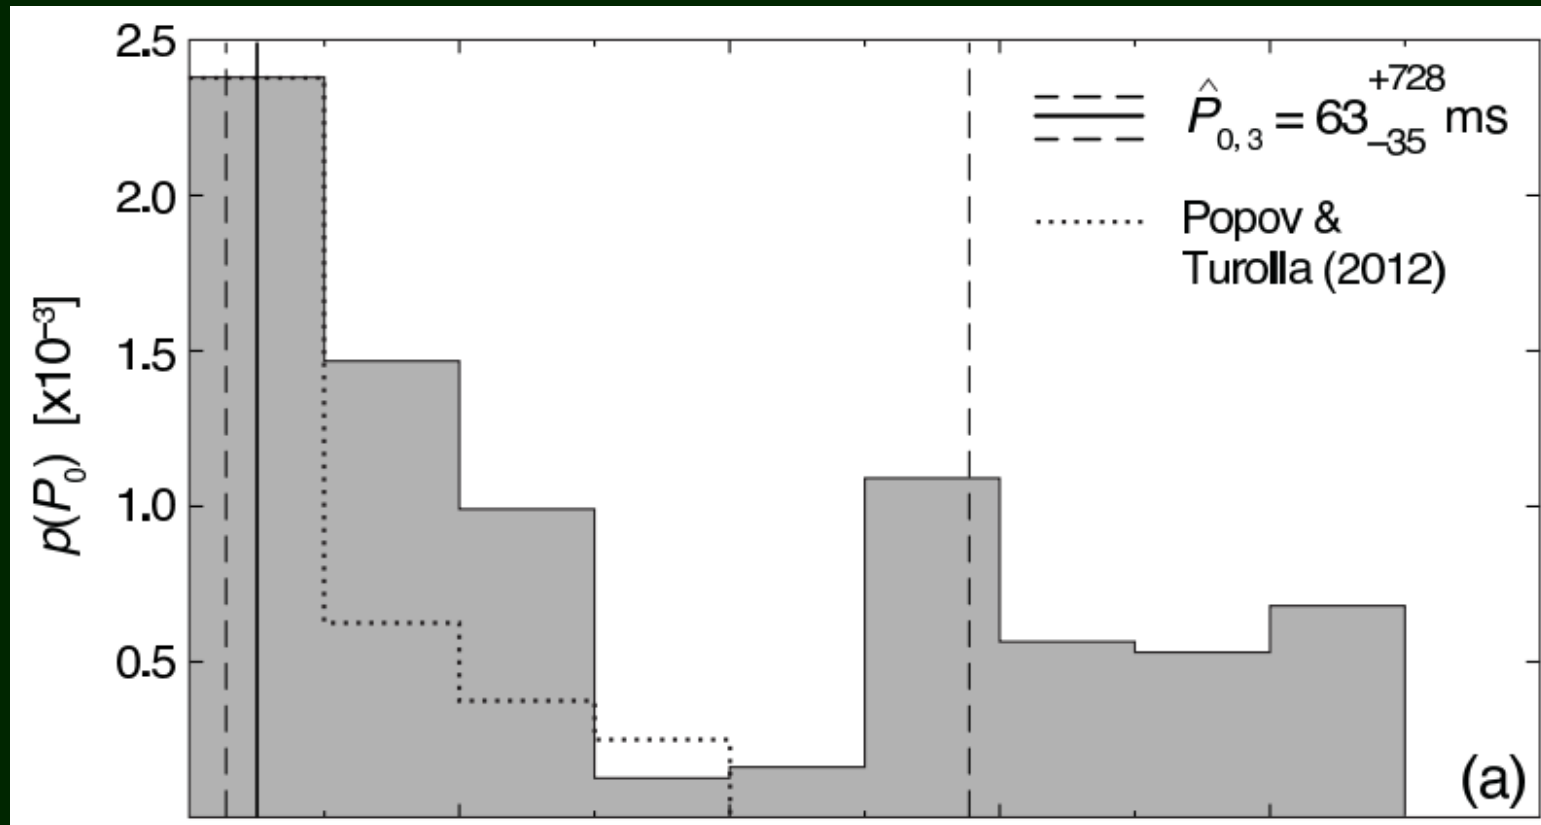 2.5
2.0
1.5
1.0
0.5
p(P₀) [x10⁻³]
P̂₀,₃ = 63⁺⁷²⁸₋₃₅ ms
Popov &
Turolla (2012)
(a)